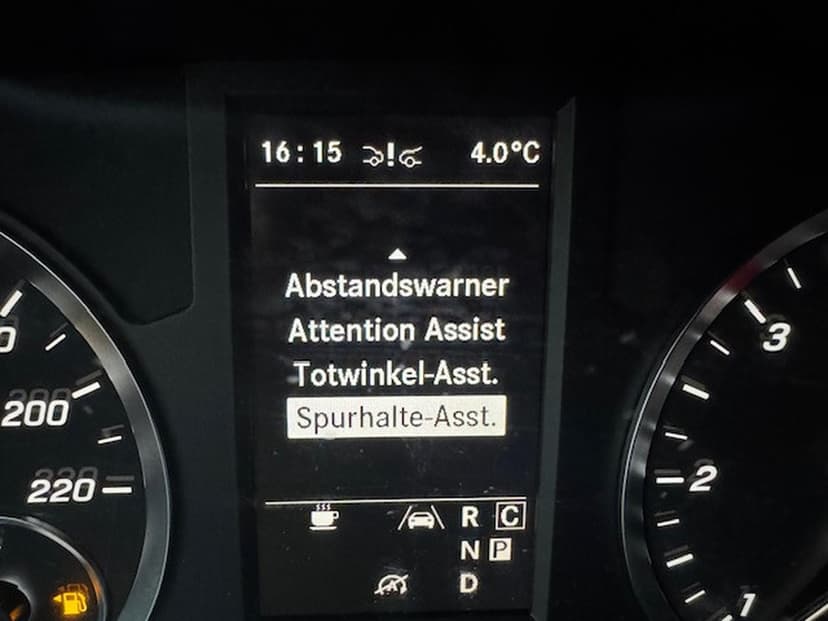 16:15 4.0°C
Abstandswarner
Attention Assist
Totwinkel-Asst.
Spurhalte-Asst.
R C
N P
D
200
220
3
2
1